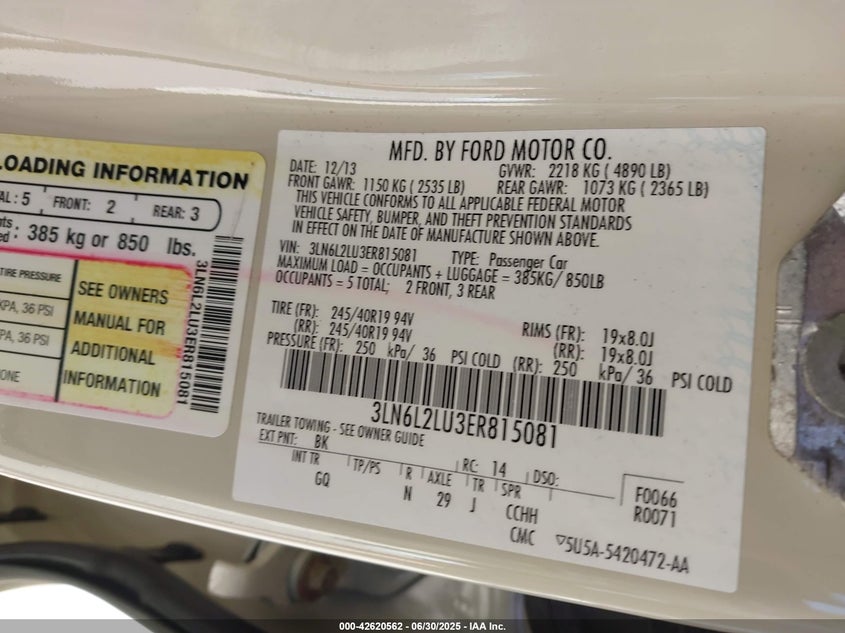 LOADING INFORMATION
AL: 5 FRONT: 2 REAR: 3
385 kg or 850 lbs.
TIRE PRESSURE
KPA, 36 PSI
KPA, 36 PSI
SEE OWNERS
MANUAL FOR
ADDITIONAL
INFORMATION
3LN6L2LU3ER815081
MFD. BY FORD MOTOR CO.
DATE: 12/13 GVWR: 2218 KG ( 4890 LB)
FRONT GAWR: 1150 KG ( 2535 LB) REAR GAWR: 1073 KG ( 2365 LB)
THIS VEHICLE CONFORMS TO ALL APPLICABLE FEDERAL MOTOR
VEHICLE SAFETY, BUMPER, AND THEFT PREVENTION STANDARDS
IN EFFECT ON THE DATE OF MANUFACTURE SHOWN ABOVE.
VIN: 3LN6L2LU3ER815081 TYPE: Passenger Car
MAXIMUM LOAD = OCCUPANTS + LUGGAGE = 385KG/ 850LB
OCCUPANTS = 5 TOTAL; 2 FRONT, 3 REAR
TIRE (FR): 245/40R19 94V RIMS (FR): 19x8.0J
(RR): 245/40R19 94V (RR): 19x8.0J
PRESSURE (FR): 250 kPa/ 36 PSI COLD (RR): 250 kPa/ 36 PSI COLD
3LN6L2LU3ER815081
TRAILER TOWING - SEE OWNER GUIDE
EXT PNT: BK RC: 14 DSO:
INT TR TP/PS R AXLE TR SPR F0066
GQ N 29 J CCHH R0071
CMC ▽5U5A-5420472-AA
000-42620562 - 06/30/2025 - IAA Inc.